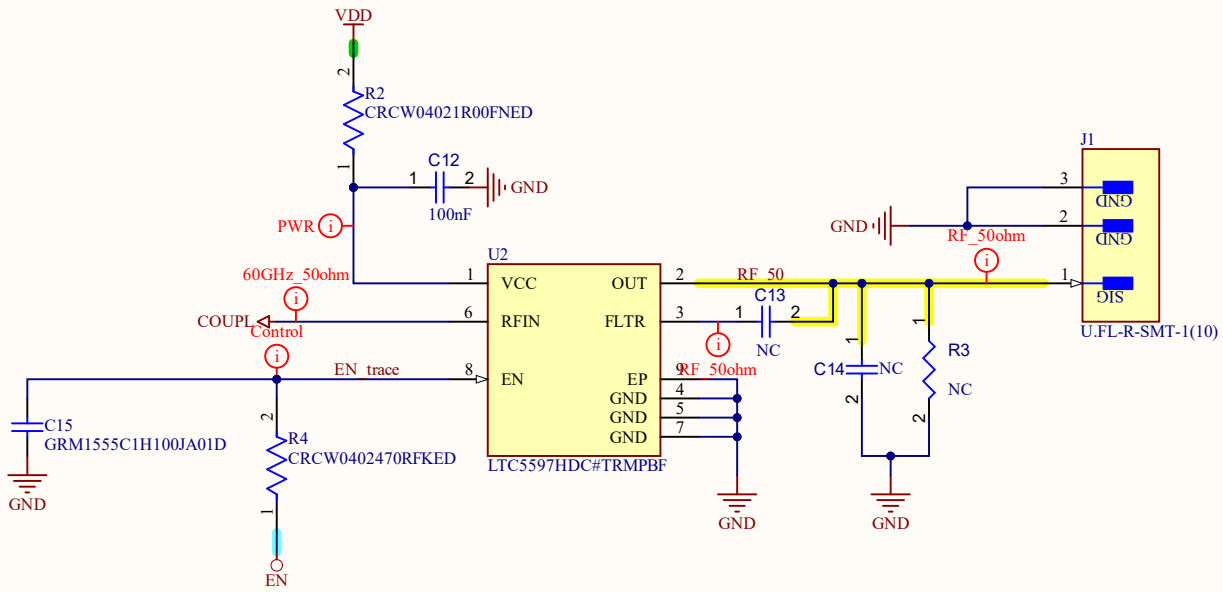 VDD
2
R2
CRCW04021R00FNED
1
C12
1
2
GND
100nF
PWR
i
J1
3
GND
2
GND
GND
RF_50ohm
i
1
SIG
U.FL-R-SMT-1(10)
U2
1
VCC
OUT
2
RF_50
60GHz_50ohm
i
COUPL
6
RFIN
FLTR
3
i
RF_50ohm
C13
1
2
NC
Control
i
EN_trace
8
EN
EP
9
GND
4
GND
5
GND
7
LTC5597HDC#TRMPBF
GND
1
C14
NC
2
1
R3
NC
2
GND
C15
GRM1555C1H100JA01D
GND
2
R4
CRCW0402470RFKED
1
EN